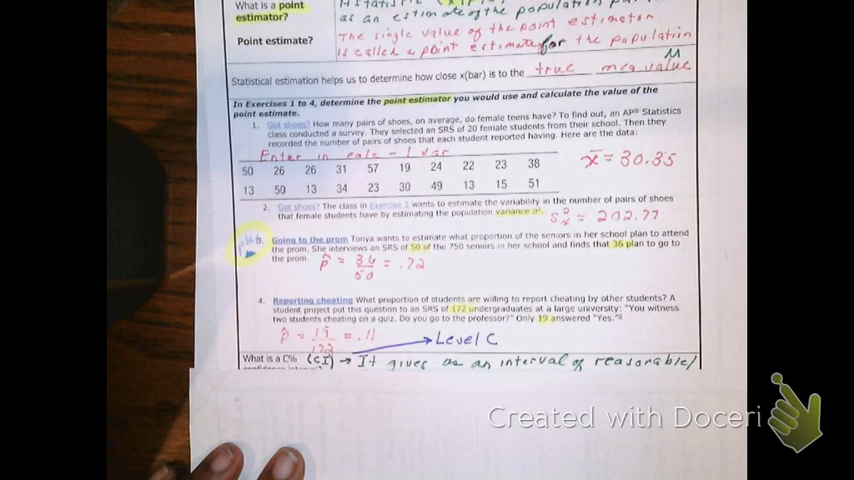 What is a point
estimator?
as an estimate of the population
Point estimate?
The single value of the point estimator
is called a point estimate for the population
Statistical estimation helps us to determine how close x(bar) is to the true mean value μ
In Exercises 1 to 4, determine the point estimator you would use and calculate the value of the
point estimate.
1. Got shoes? How many pairs of shoes, on average, do female teens have? To find out, an AP® Statistics
class conducted a survey. They selected an SRS of 20 female students from their school. Then they
recorded the number of pairs of shoes that each student reported having. Here are the data:
Enter in calc - 1 var
50 26 26 31 57 19 24 22 23 38
x̄ = 30.35
13 50 13 34 23 30 49 13 15 51
2. Got shoes? The class in Exercise 1 wants to estimate the variability in the number of pairs of shoes
that female students have by estimating the population variance σ².
s²x = 202.77
3. Going to the prom Tonya wants to estimate what proportion of the seniors in her school plan to attend
the prom. She interviews an SRS of 50 of the 750 seniors in her school and finds that 36 plan to go to
the prom. p̂ = 36/50 = .72
4. Reporting cheating What proportion of students are willing to report cheating by other students? A
student project put this question to an SRS of 172 undergraduates at a large university: "You witness
two students cheating on a quiz. Do you go to the professor?" Only 19 answered "Yes."²
p̂ = 19/172 = .11
Level C
What is a C% (CI) → It gives as an interval of reasonable/
Created with Doceri